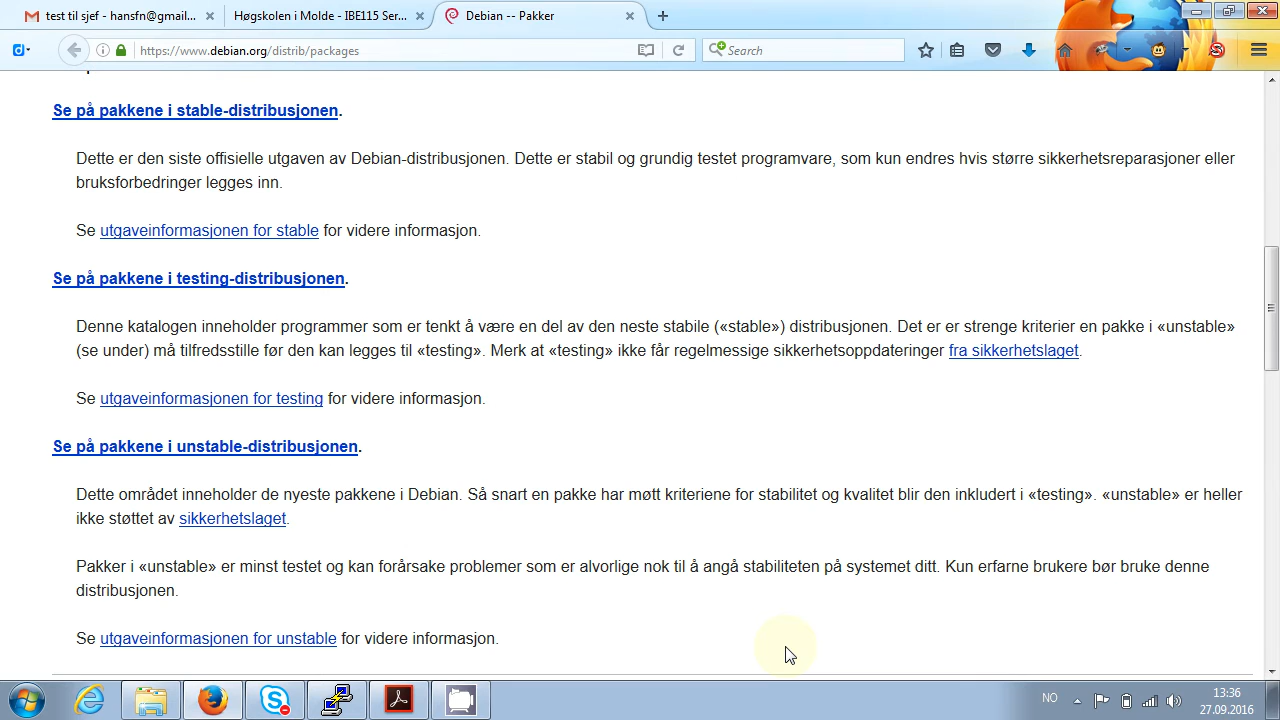 test til sjef - hansfn@gmail...
Høgskolen i Molde - IBE115 Ser...
Debian -- Pakker
https://www.debian.org/distrib/packages
Search
Se på pakkene i stable-distribusjonen.
Dette er den siste offisielle utgaven av Debian-distribusjonen. Dette er stabil og grundig testet programvare, som kun endres hvis større sikkerhetsreparasjoner eller
bruksforbedringer legges inn.
Se utgaveinformasjonen for stable for videre informasjon.
Se på pakkene i testing-distribusjonen.
Denne katalogen inneholder programmer som er tenkt å være en del av den neste stabile («stable») distribusjonen. Det er er strenge kriterier en pakke i «unstable»
(se under) må tilfredsstille før den kan legges til «testing». Merk at «testing» ikke får regelmessige sikkerhetsoppdateringer fra sikkerhetslaget.
Se utgaveinformasjonen for testing for videre informasjon.
Se på pakkene i unstable-distribusjonen.
Dette området inneholder de nyeste pakkene i Debian. Så snart en pakke har møtt kriteriene for stabilitet og kvalitet blir den inkludert i «testing». «unstable» er heller
ikke støttet av sikkerhetslaget.
Pakker i «unstable» er minst testet og kan forårsake problemer som er alvorlige nok til å angå stabiliteten på systemet ditt. Kun erfarne brukere bør bruke denne
distribusjonen.
Se utgaveinformasjonen for unstable for videre informasjon.
NO
13:36
27.09.2016